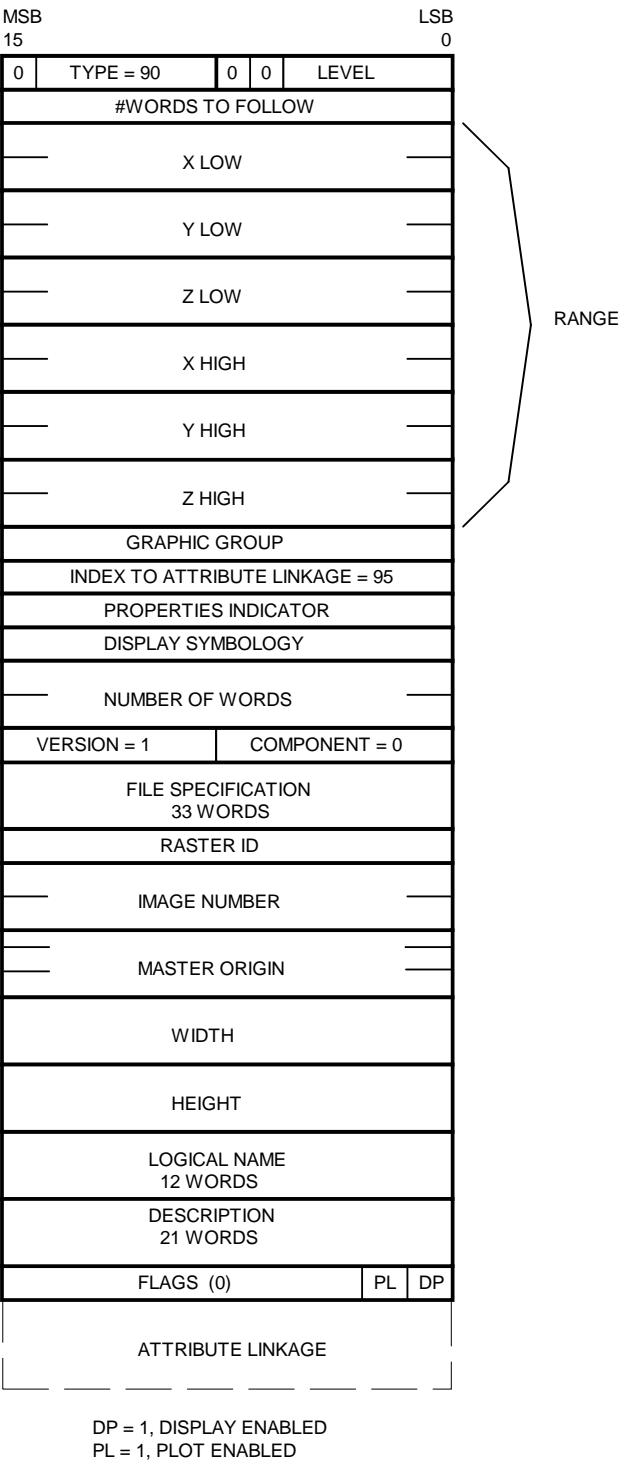 MSB LSB
15 0
0 TYPE = 90 0 0 LEVEL
#WORDS TO FOLLOW
X LOW
Y LOW
Z LOW
RANGE
X HIGH
Y HIGH
Z HIGH
GRAPHIC GROUP
INDEX TO ATTRIBUTE LINKAGE = 95
PROPERTIES INDICATOR
DISPLAY SYMBOLOGY
NUMBER OF WORDS
VERSION = 1 COMPONENT = 0
FILE SPECIFICATION
33 WORDS
RASTER ID
IMAGE NUMBER
MASTER ORIGIN
WIDTH
HEIGHT
LOGICAL NAME
12 WORDS
DESCRIPTION
21 WORDS
FLAGS (0) PL DP
ATTRIBUTE LINKAGE
DP = 1, DISPLAY ENABLED
PL = 1, PLOT ENABLED